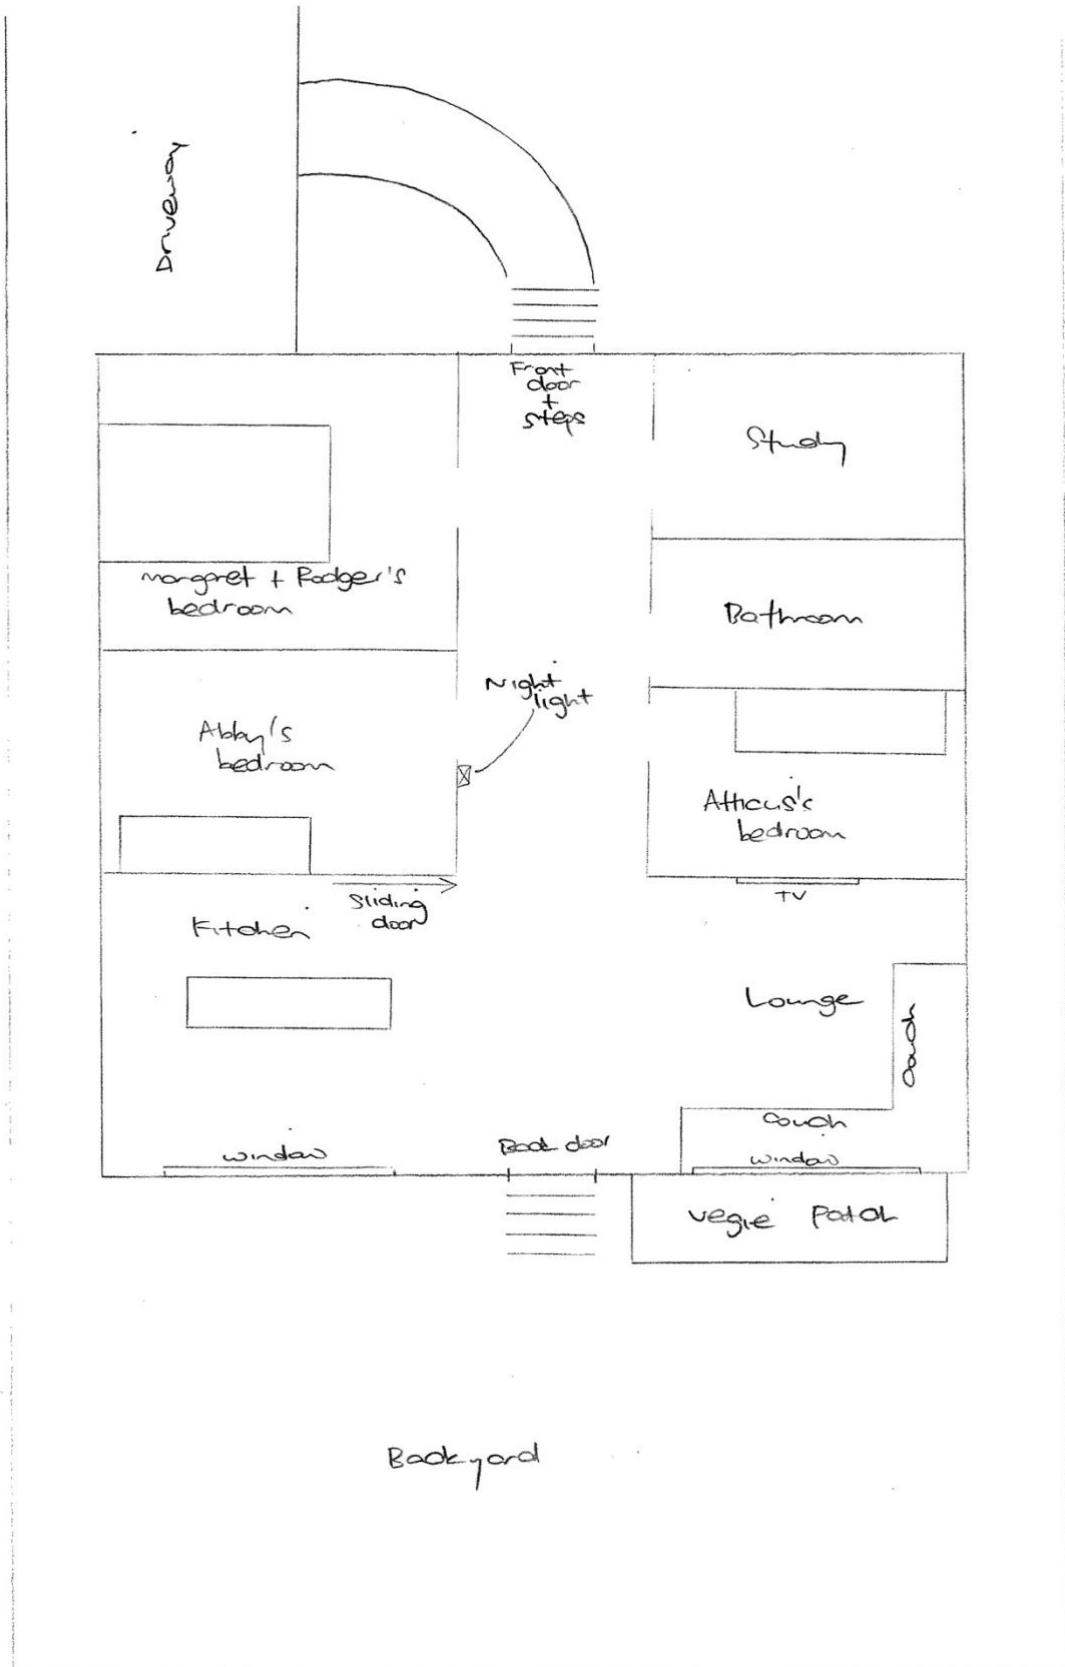 Driveway
Front
door
+
steps
Study
Margaret + Rodger's
bedroom
Bathroom
Night
light
Abby's
bedroom
Atticus's
bedroom
TV
Sliding
door
Kitchen
Lounge
Couch
Couch
Back door
window
window
vegie Patch
Backyard